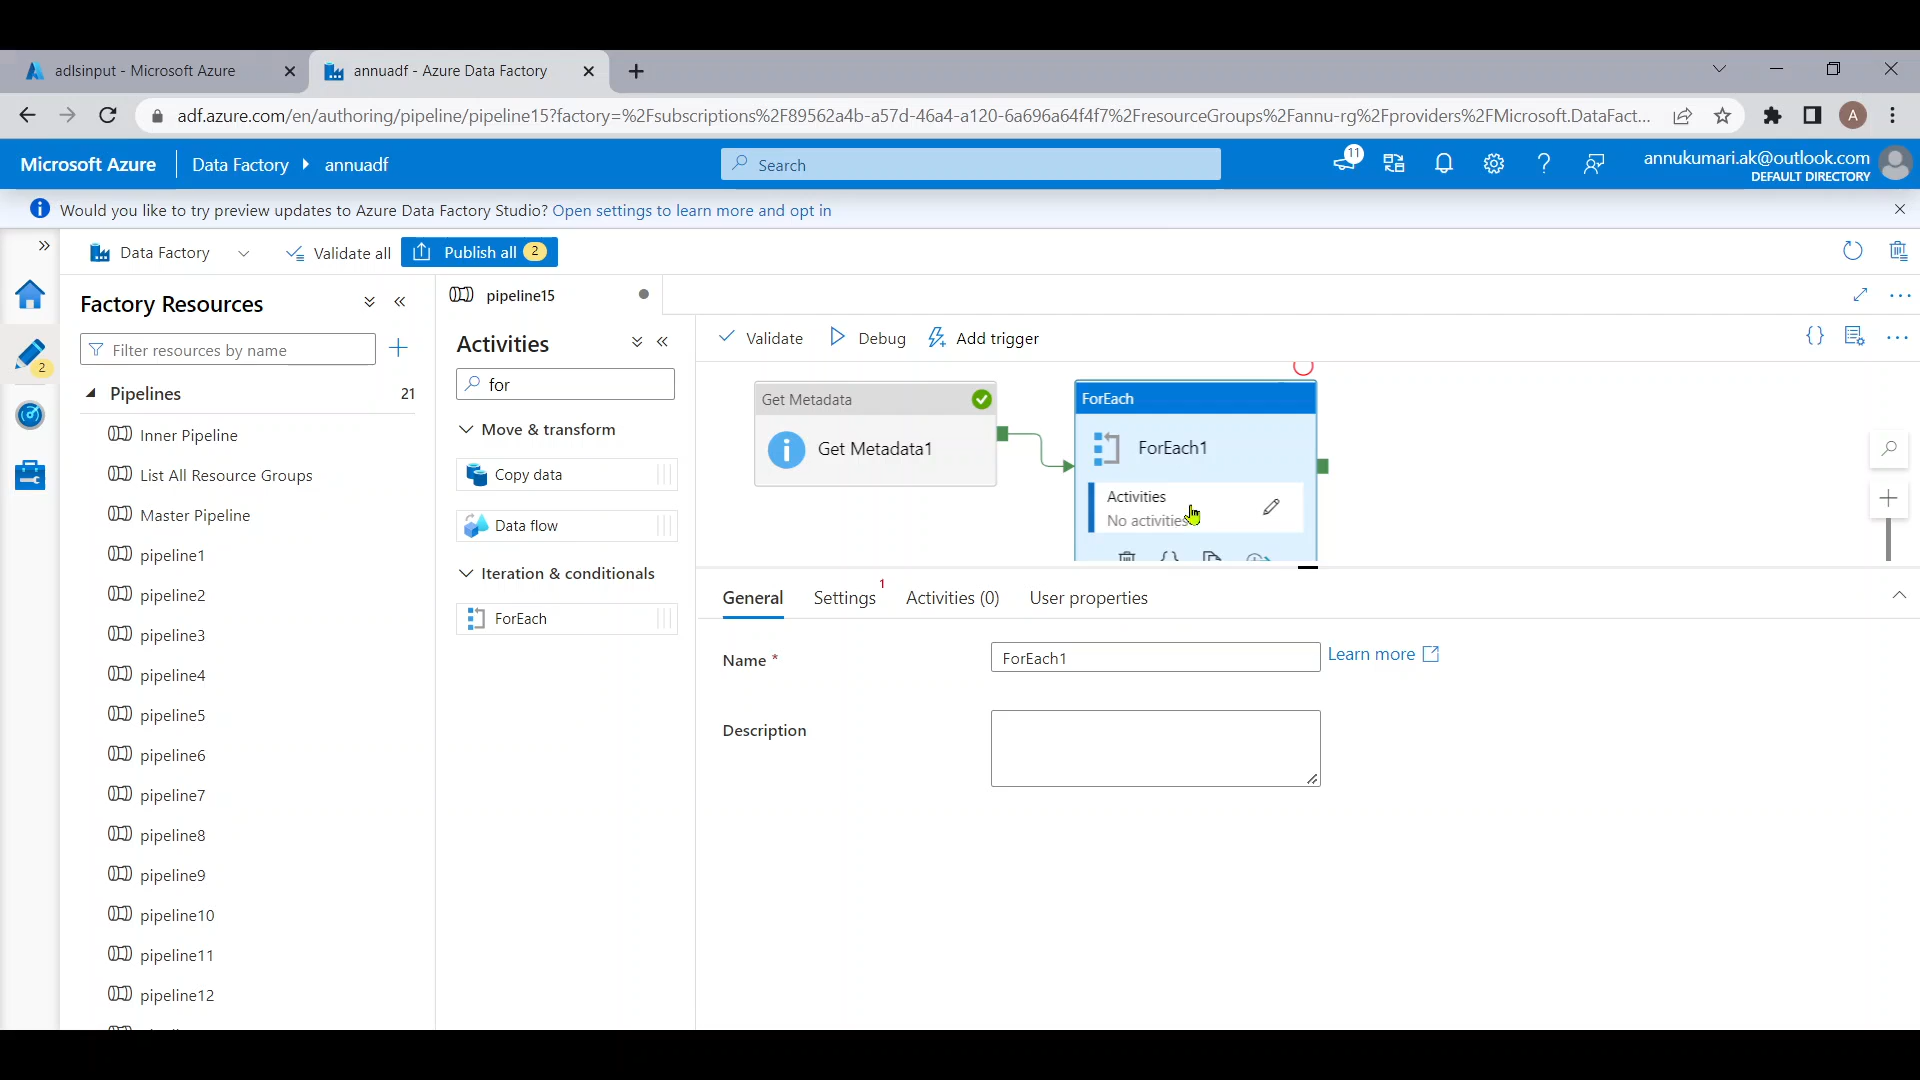 adlsinput - Microsoft Azure
annuadf - Azure Data Factory
adf.azure.com/en/authoring/pipeline/pipeline15?factory=%2Fsubscriptions%2F89562a4b-a57d-46a4-a120-6a696a64f4f7%2FresourceGroups%2Fannu-rg%2Fproviders%2FMicrosoft.DataFact...
A
Microsoft Azure
Data Factory
annuadf
Search
11
annukumari.ak@outlook.com
DEFAULT DIRECTORY
Would you like to try preview updates to Azure Data Factory Studio? Open settings to learn more and opt in
Data Factory
Validate all
Publish all 2
2
Factory Resources
Filter resources by name
Pipelines 21
Inner Pipeline
List All Resource Groups
Master Pipeline
pipeline1
pipeline2
pipeline3
pipeline4
pipeline5
pipeline6
pipeline7
pipeline8
pipeline9
pipeline10
pipeline11
pipeline12
pipeline15
Activities
for
Move & transform
Copy data
Data flow
Iteration & conditionals
ForEach
Validate
Debug
Add trigger
Get Metadata
Get Metadata1
ForEach
ForEach1
Activities
No activities
General
Settings 1
Activities (0)
User properties
Name *
ForEach1
Learn more
Description